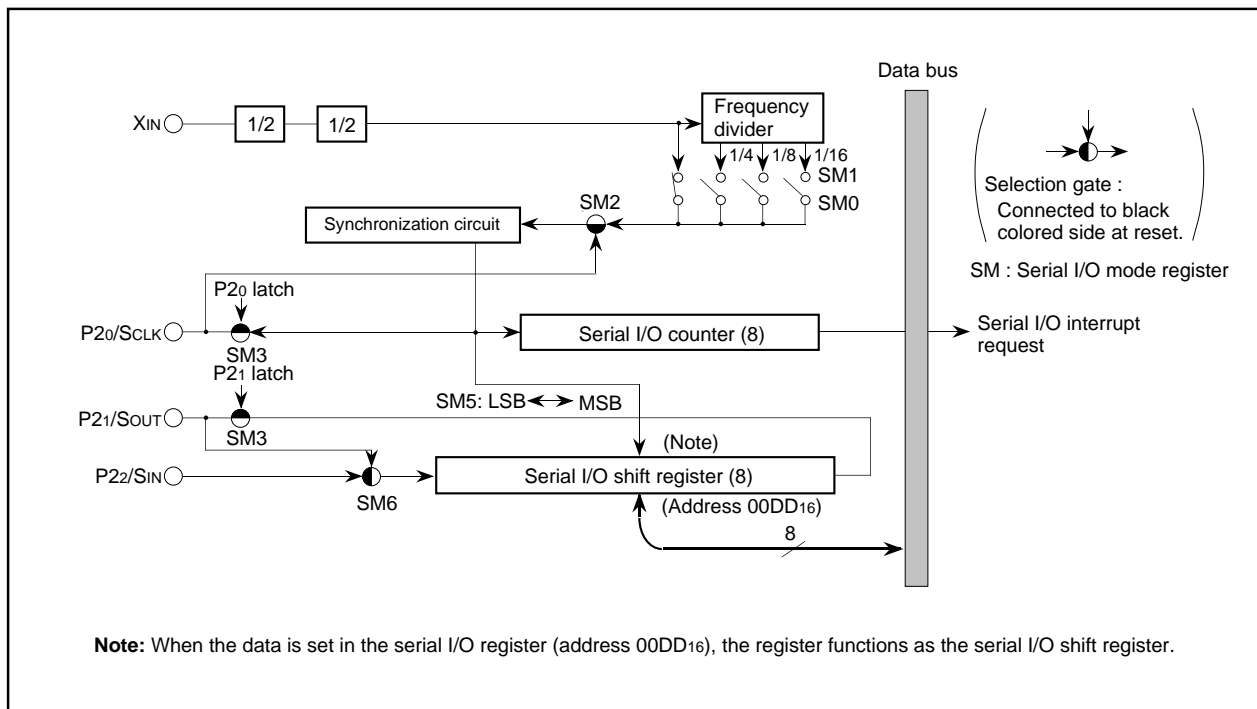 Data bus
XIN
1/2
1/2
Frequency
divider
1/4
1/8
1/16
SM1
SM0
SM2
Synchronization circuit
Selection gate :
Connected to black
colored side at reset.
SM : Serial I/O mode register
P20 latch
P20/SCLK
SM3
Serial I/O counter (8)
Serial I/O interrupt
request
P21 latch
SM5: LSB
MSB
P21/SOUT
SM3
(Note)
P22/SIN
SM6
Serial I/O shift register (8)
(Address 00DD16)
8
Note: When the data is set in the serial I/O register (address 00DD16), the register functions as the serial I/O shift register.